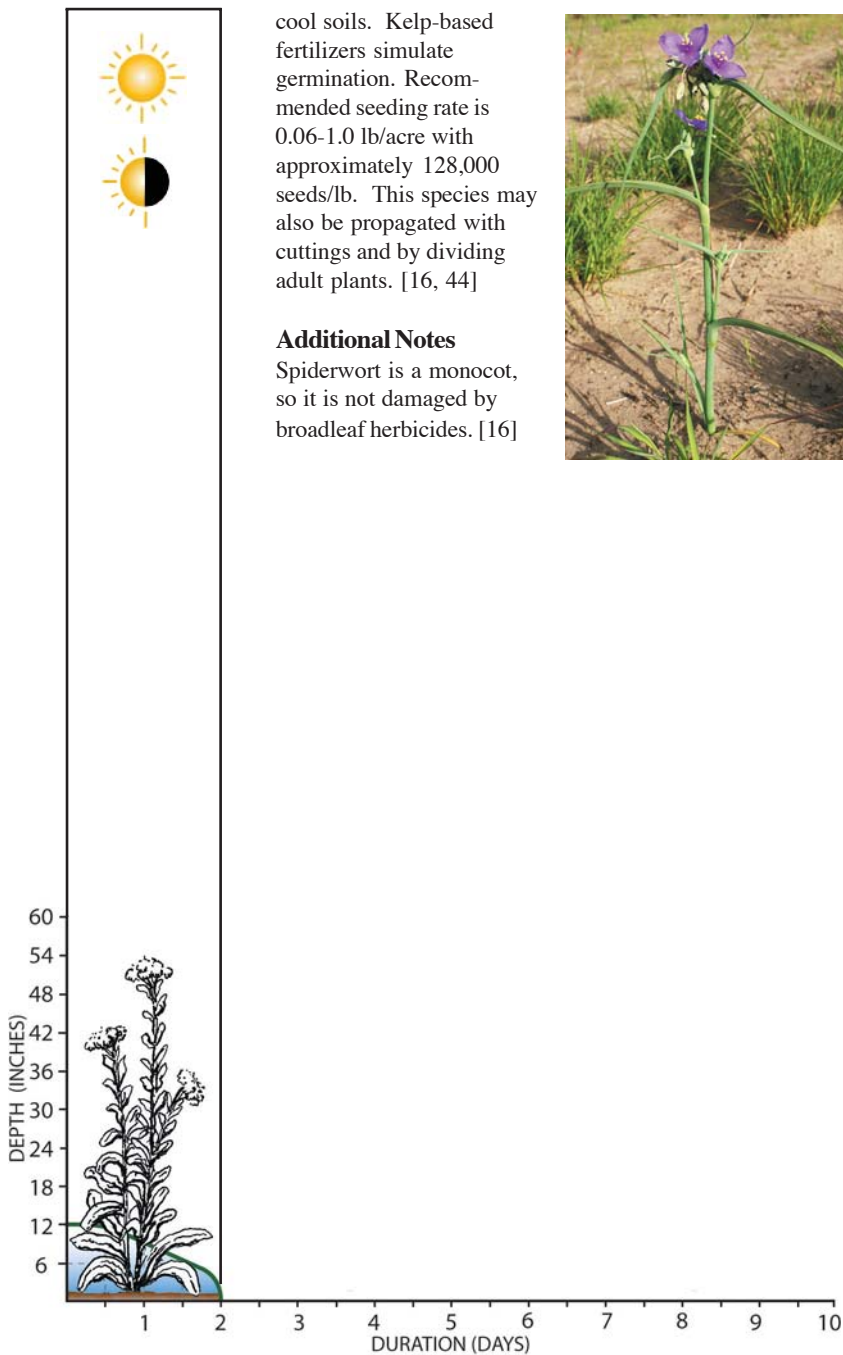 cool soils.  Kelp-based
fertilizers simulate
germination. Recom-
mended seeding rate is
0.06-1.0 lb/acre with
approximately 128,000
seeds/lb.  This species may
also be propagated with
cuttings and by dividing
adult plants. [16, 44]
Additional Notes
Spiderwort is a monocot,
so it is not damaged by
broadleaf herbicides. [16]
60
54
48
42
36
30
24
18
12
6
DEPTH (INCHES)
1 2 3 4 5 6 7 8 9 10
DURATION (DAYS)